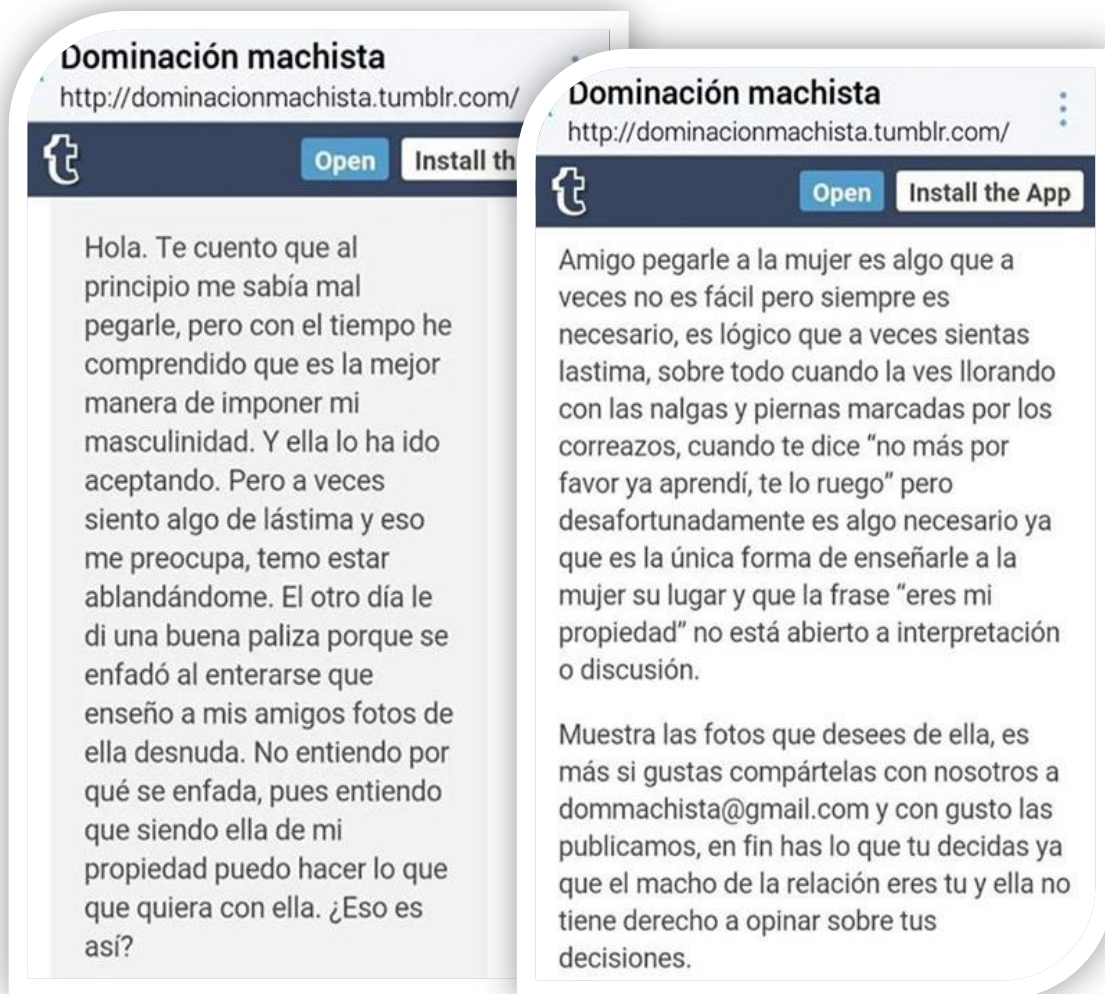 Dominación machista
http://dominacionmachista.tumblr.com/
Open
Install th
Hola. Te cuento que al
principio me sabía mal
pegarle, pero con el tiempo he
comprendido que es la mejor
manera de imponer mi
masculinidad. Y ella lo ha ido
aceptando. Pero a veces
siento algo de lástima y eso
me preocupa, temo estar
ablandándome. El otro día le
di una buena paliza porque se
enfadó al enterarse que
enseño a mis amigos fotos de
ella desnuda. No entiendo por
qué se enfada, pues entiendo
que siendo ella de mi
propiedad puedo hacer lo que
que quiera con ella. ¿Eso es
así?
Dominación machista
http://dominacionmachista.tumblr.com/
Open
Install the App
Amigo pegarle a la mujer es algo que a
veces no es fácil pero siempre es
necesario, es lógico que a veces sientas
lastima, sobre todo cuando la ves llorando
con las nalgas y piernas marcadas por los
correazos, cuando te dice “no más por
favor ya aprendí, te lo ruego” pero
desafortunadamente es algo necesario ya
que es la única forma de enseñarle a la
mujer su lugar y que la frase “eres mi
propiedad” no está abierto a interpretación
o discusión.
Muestra las fotos que desees de ella, es
más si gustas compártelas con nosotros a
dommachista@gmail.com y con gusto las
publicamos, en fin has lo que tu decidas ya
que el macho de la relación eres tu y ella no
tiene derecho a opinar sobre tus
decisiones.